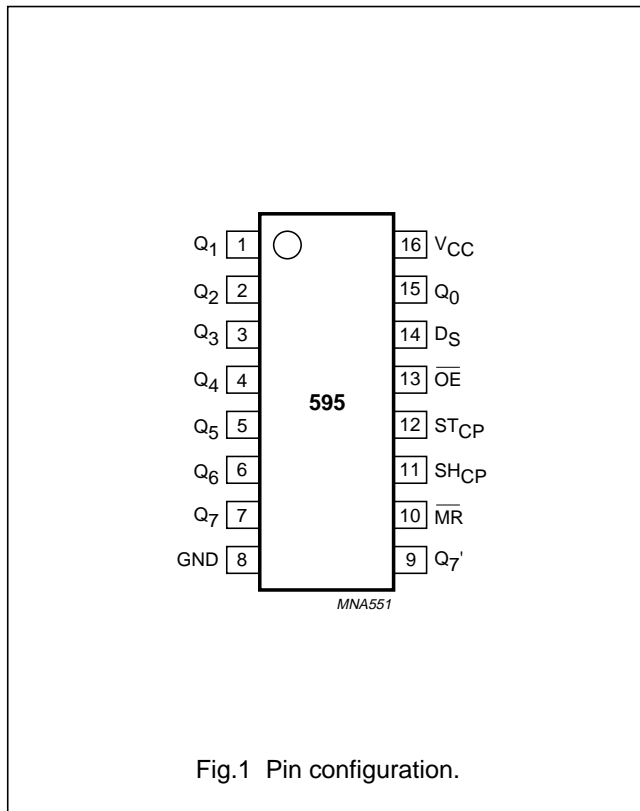 Q1 1 16 VCC
Q2 2 15 Q0
Q3 3 14 DS
Q4 4 13 OE
595
Q5 5 12 STCP
Q6 6 11 SHCP
Q7 7 10 MR
GND 8 9 Q7'
MNA551
Fig.1 Pin configuration.